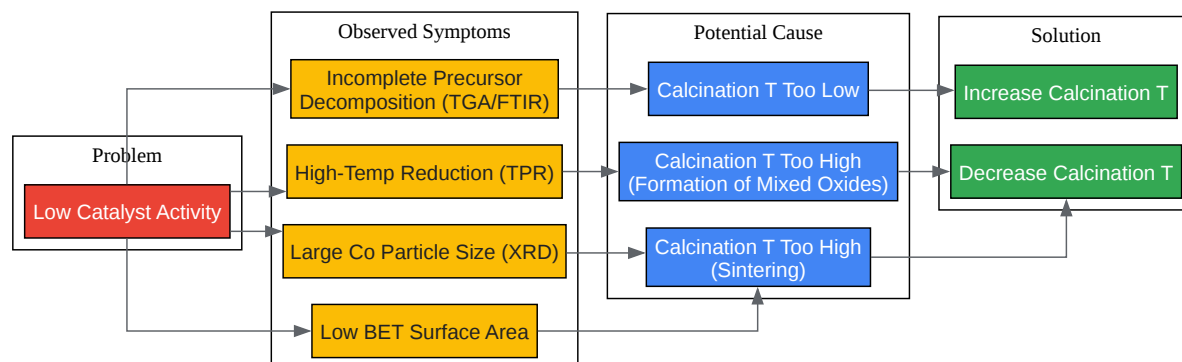 Problem
Low Catalyst Activity
Observed Symptoms
Incomplete Precursor
Decomposition (TGA/FTIR)
High-Temp Reduction (TPR)
Large Co Particle Size (XRD)
Low BET Surface Area
Potential Cause
Calcination T Too Low
Calcination T Too High
(Formation of Mixed Oxides)
Calcination T Too High
(Sintering)
Solution
Increase Calcination T
Decrease Calcination T